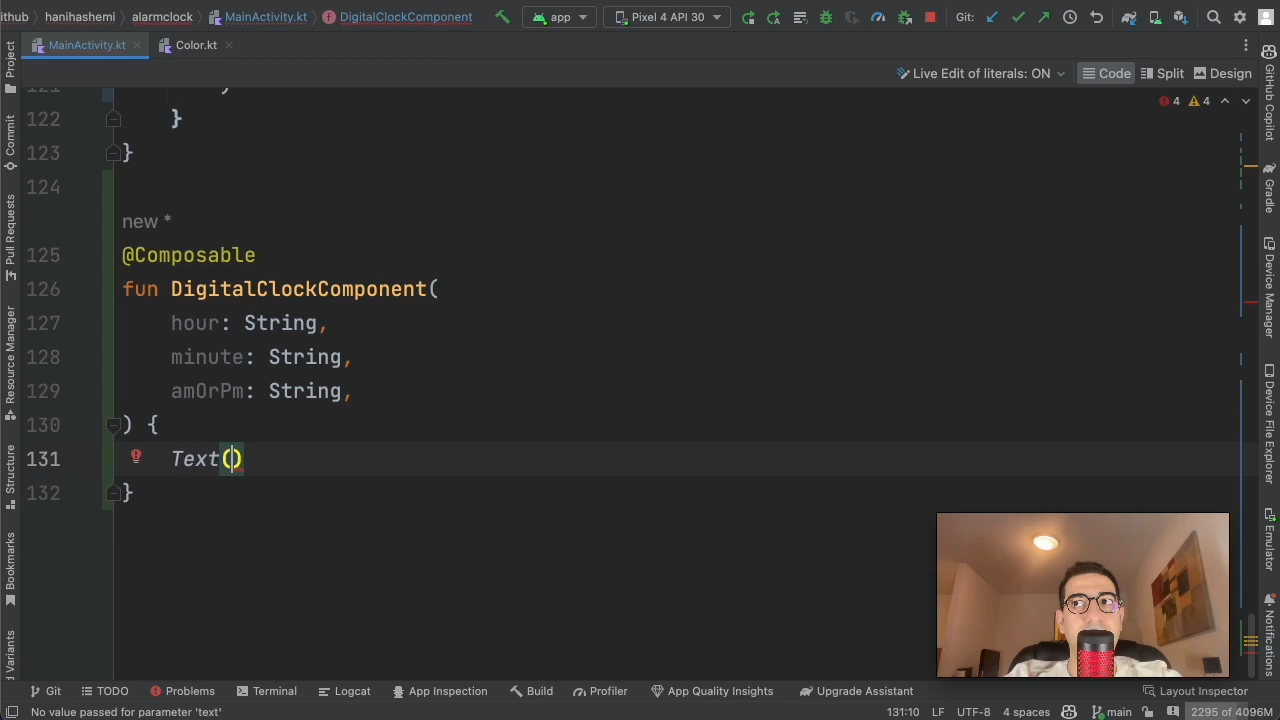 thub hanihashemi alarmclock MainActivity.kt DigitalClockComponent app Pixel 4 API 30 Git:
MainActivity.kt Color.kt
Live Edit of literals: ON Code Split Design
4 4
122 }
123 }
124
new *
125 @Composable
126 fun DigitalClockComponent(
127 hour: String,
128 minute: String,
129 amOrPm: String,
130 ) {
131 Text()
132 }
Project
Commit
Pull Requests
Resource Manager
Structure
Bookmarks
d Variants
GitHub Copilot
Gradle
Device Manager
Device File Explorer
Emulator
Notifications
Git TODO Problems Terminal Logcat App Inspection Build Profiler App Quality Insights Upgrade Assistant Layout Inspector
No value passed for parameter 'text' 131:10 LF UTF-8 4 spaces main 2295 of 4096M